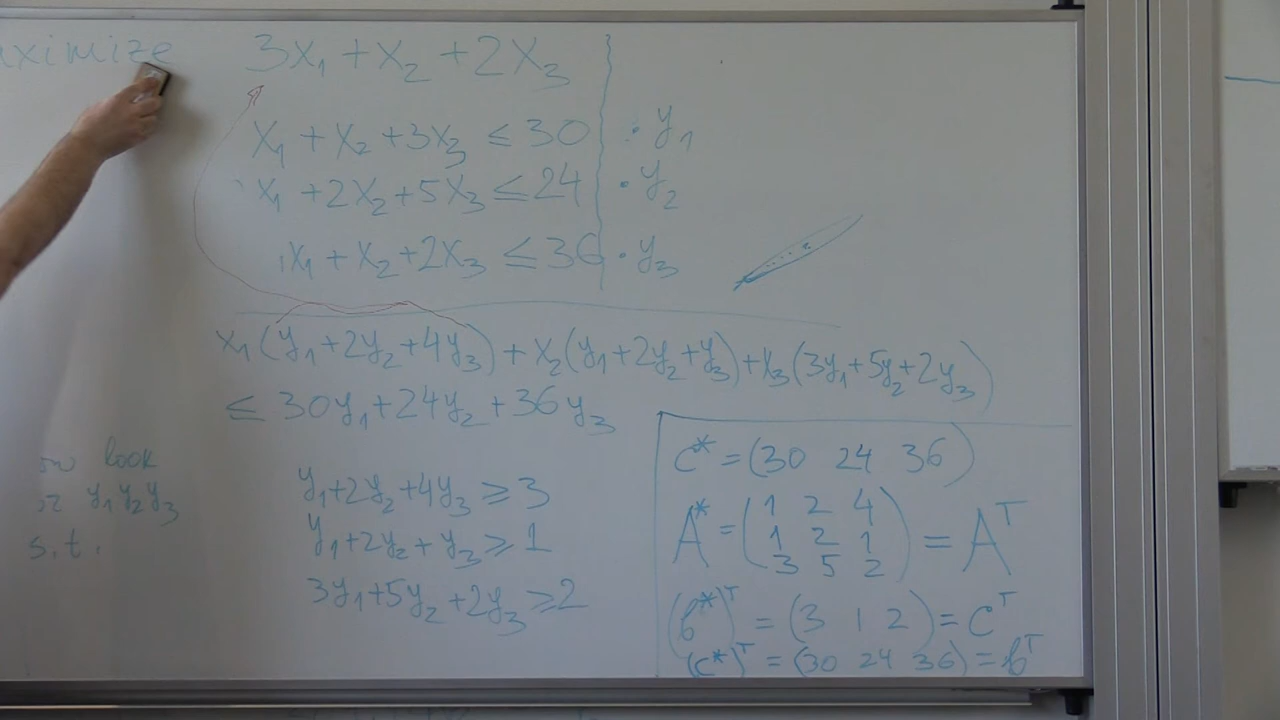 ximize 3x₁ + x₂ + 2x₃
x₁ + x₂ + 3x₃ ≤ 30 · y₁
x₁ + 2x₂ + 5x₃ ≤ 24 · y₂
x₁ + x₂ + 2x₃ ≤ 36 · y₃
x₁(y₁ + 2y₂ + 4y₃) + x₂(y₁ + 2y₂ + y₃) + x₃(3y₁ + 5y₂ + 2y₃)
≤ 30y₁ + 24y₂ + 36y₃
look
y₁ y₂ y₃
s.t.
y₁ + 2y₂ + 4y₃ ≥ 3
y₁ + 2y₂ + y₃ ≥ 1
3y₁ + 5y₂ + 2y₃ ≥ 2
c* = (30 24 36)
A* = (1 2 4
1 2 1
3 5 2) = Aᵀ
(b*)ᵀ = (3 1 2) = cᵀ
(c*)ᵀ = (30 24 36) = bᵀ